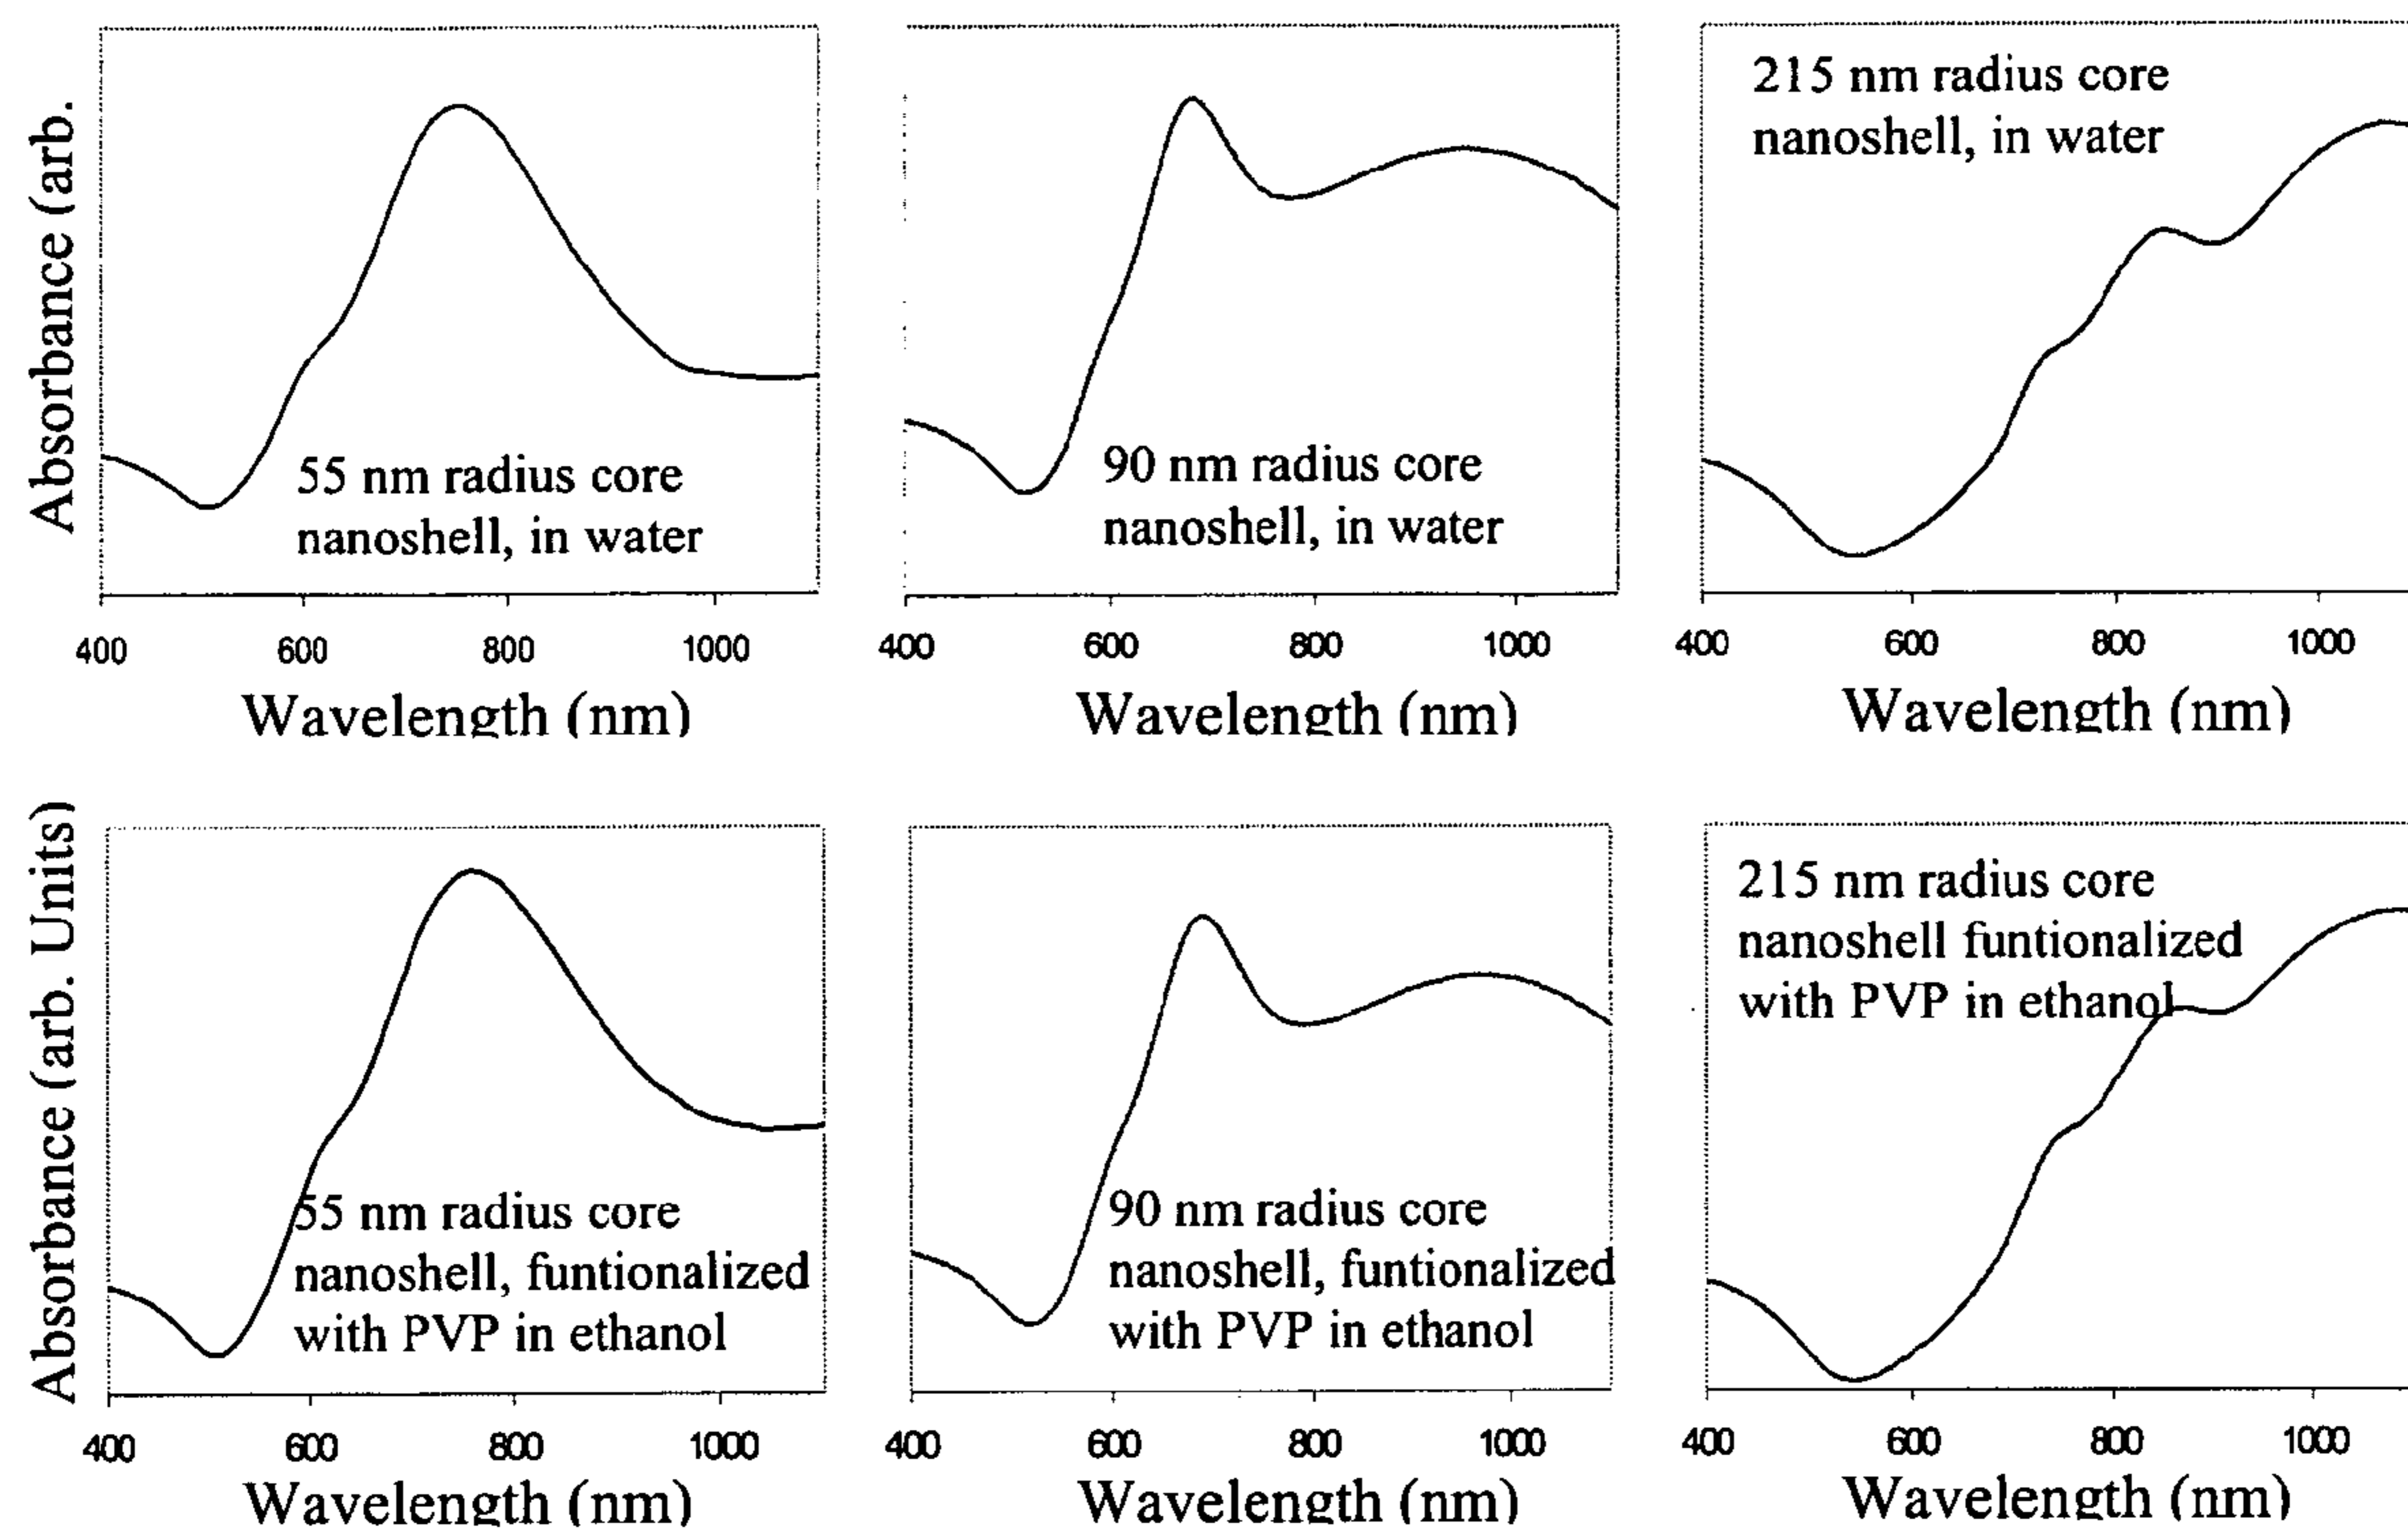 Absorbance (arb.
55 nm radius core
nanoshell, in water
400 600 800 1000
Wavelength (nm)
90 nm radius core
nanoshell, in water
400 600 800 1000
Wavelength (nm)
215 nm radius core
nanoshell, in water
400 600 800 1000
Wavelength (nm)
Absorbance (arb. Units)
55 nm radius core
nanoshell, funtionalized
with PVP in ethanol
400 600 800 1000
Wavelength (nm)
90 nm radius core
nanoshell, funtionalized
with PVP in ethanol
400 600 800 1000
Wavelength (nm)
215 nm radius core
nanoshell funtionalized
with PVP in ethanol
400 600 800 1000
Wavelength (nm)